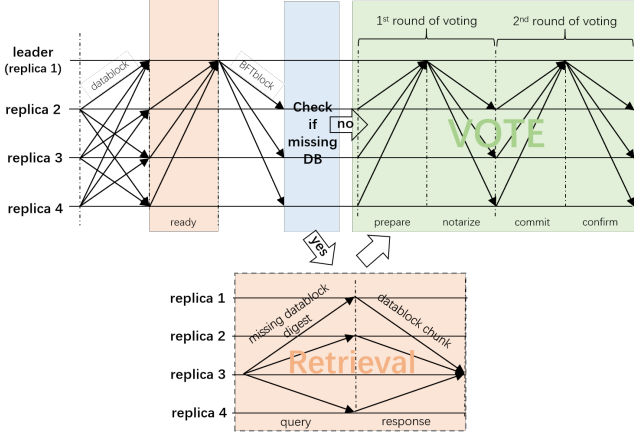 1st round of voting
2nd round of voting
leader
(replica 1)
datablock
BFTblock
replica 2
Check
if
missing
DB
no
VOTE
replica 3
replica 4
ready
prepare
notarize
commit
confirm
yes
replica 1
missing datablock
digest
datablock chunk
replica 2
Retrieval
replica 3
replica 4
query
response